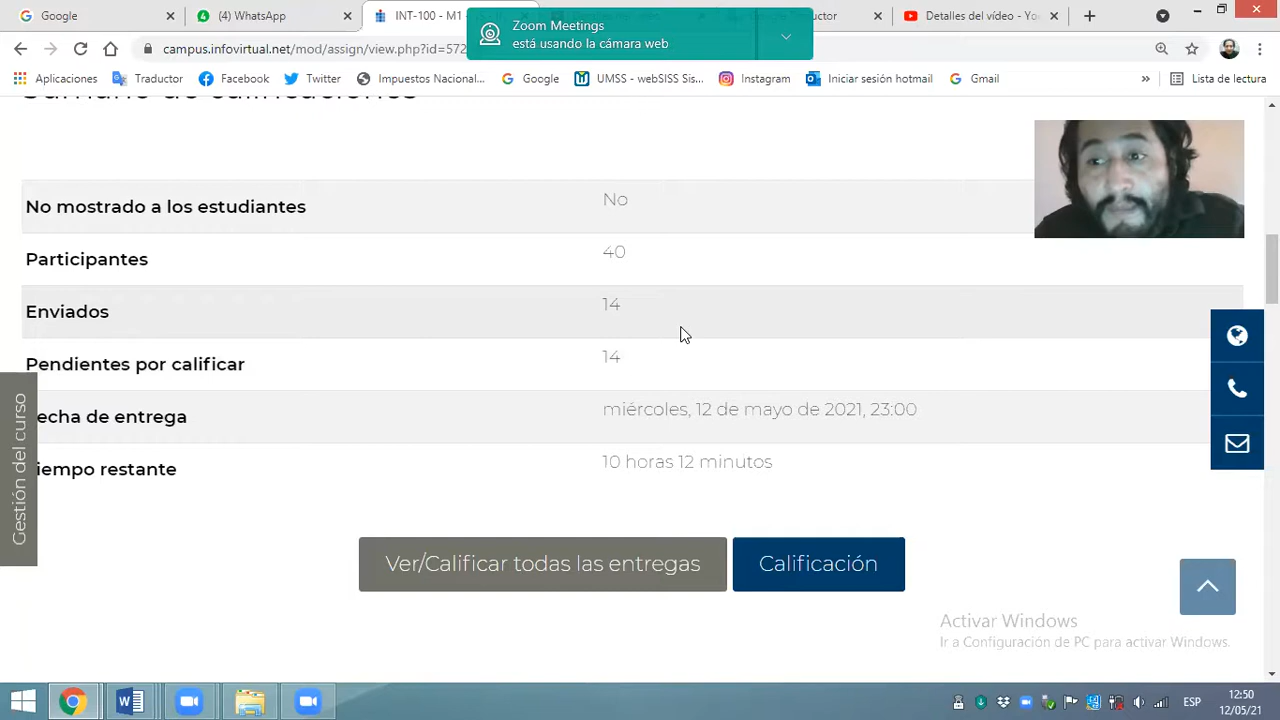 Google
(4) WhatsApp
INT-100 - M1
Detalles del vídeo - Yo
Zoom Meetings
está usando la cámara web
campus.infovirtual.net/mod/assign/view.php?id=572
Aplicaciones
Traductor
Facebook
Twitter
Impuestos Nacional...
Google
UMSS - webSISS Sis...
Instagram
Iniciar sesión hotmail
Gmail
»
Lista de lectura
Sumario de calificaciones
No mostrado a los estudiantes No
Participantes 40
Enviados 14
Pendientes por calificar 14
echa de entrega miércoles, 12 de mayo de 2021, 23:00
iempo restante 10 horas 12 minutos
Gestión del curso
Ver/Calificar todas las entregas
Calificación
Activar Windows
Ir a Configuración de PC para activar Windows.
ESP
12:50
12/05/21